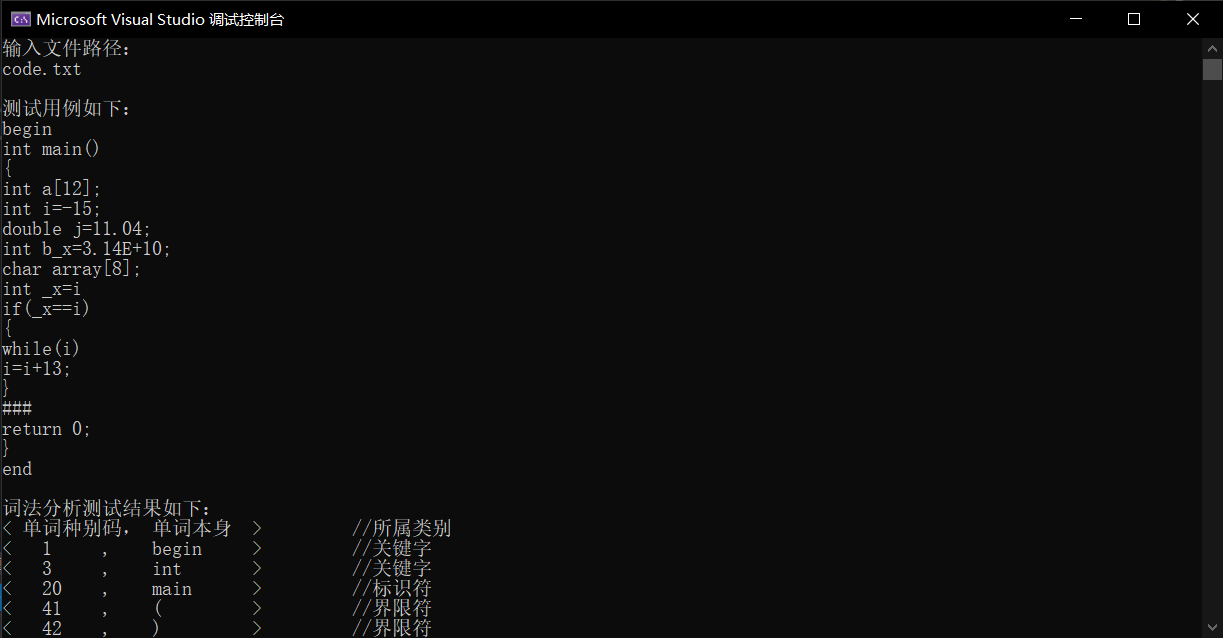 Microsoft Visual Studio 调试控制台
输入文件路径:
code.txt
测试用例如下:
begin
int main()
{
int a[12];
int i=-15;
double j=11.04;
int b_x=3.14E+10;
char array[8];
int _x=i
if(_x==i)
{
while(i)
i=i+13;
}
###
return 0;
}
end
词法分析测试结果如下:
< 单词种别码, 单词本身 > //所属类别
< 1 , begin > //关键字
< 3 , int > //关键字
< 20 , main > //标识符
< 41 , ( > //界限符
< 42 , ) > //界限符